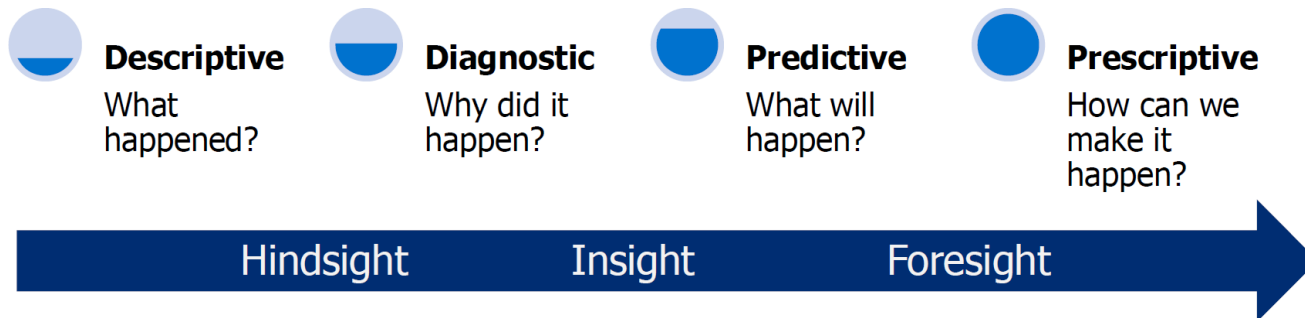 Descriptive
What
happened?
Diagnostic
Why did it
happen?
Predictive
What will
happen?
Prescriptive
How can we
make it
happen?
Hindsight
Insight
Foresight